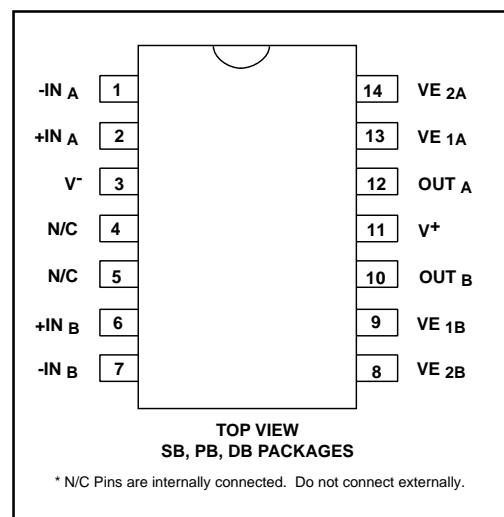 -IN A 1 14 VE 2A
+IN A 2 13 VE 1A
V- 3 12 OUT A
N/C 4 11 V+
N/C 5 10 OUT B
+IN B 6 9 VE 1B
-IN B 7 8 VE 2B
TOP VIEW
SB, PB, DB PACKAGES
* N/C Pins are internally connected. Do not connect externally.